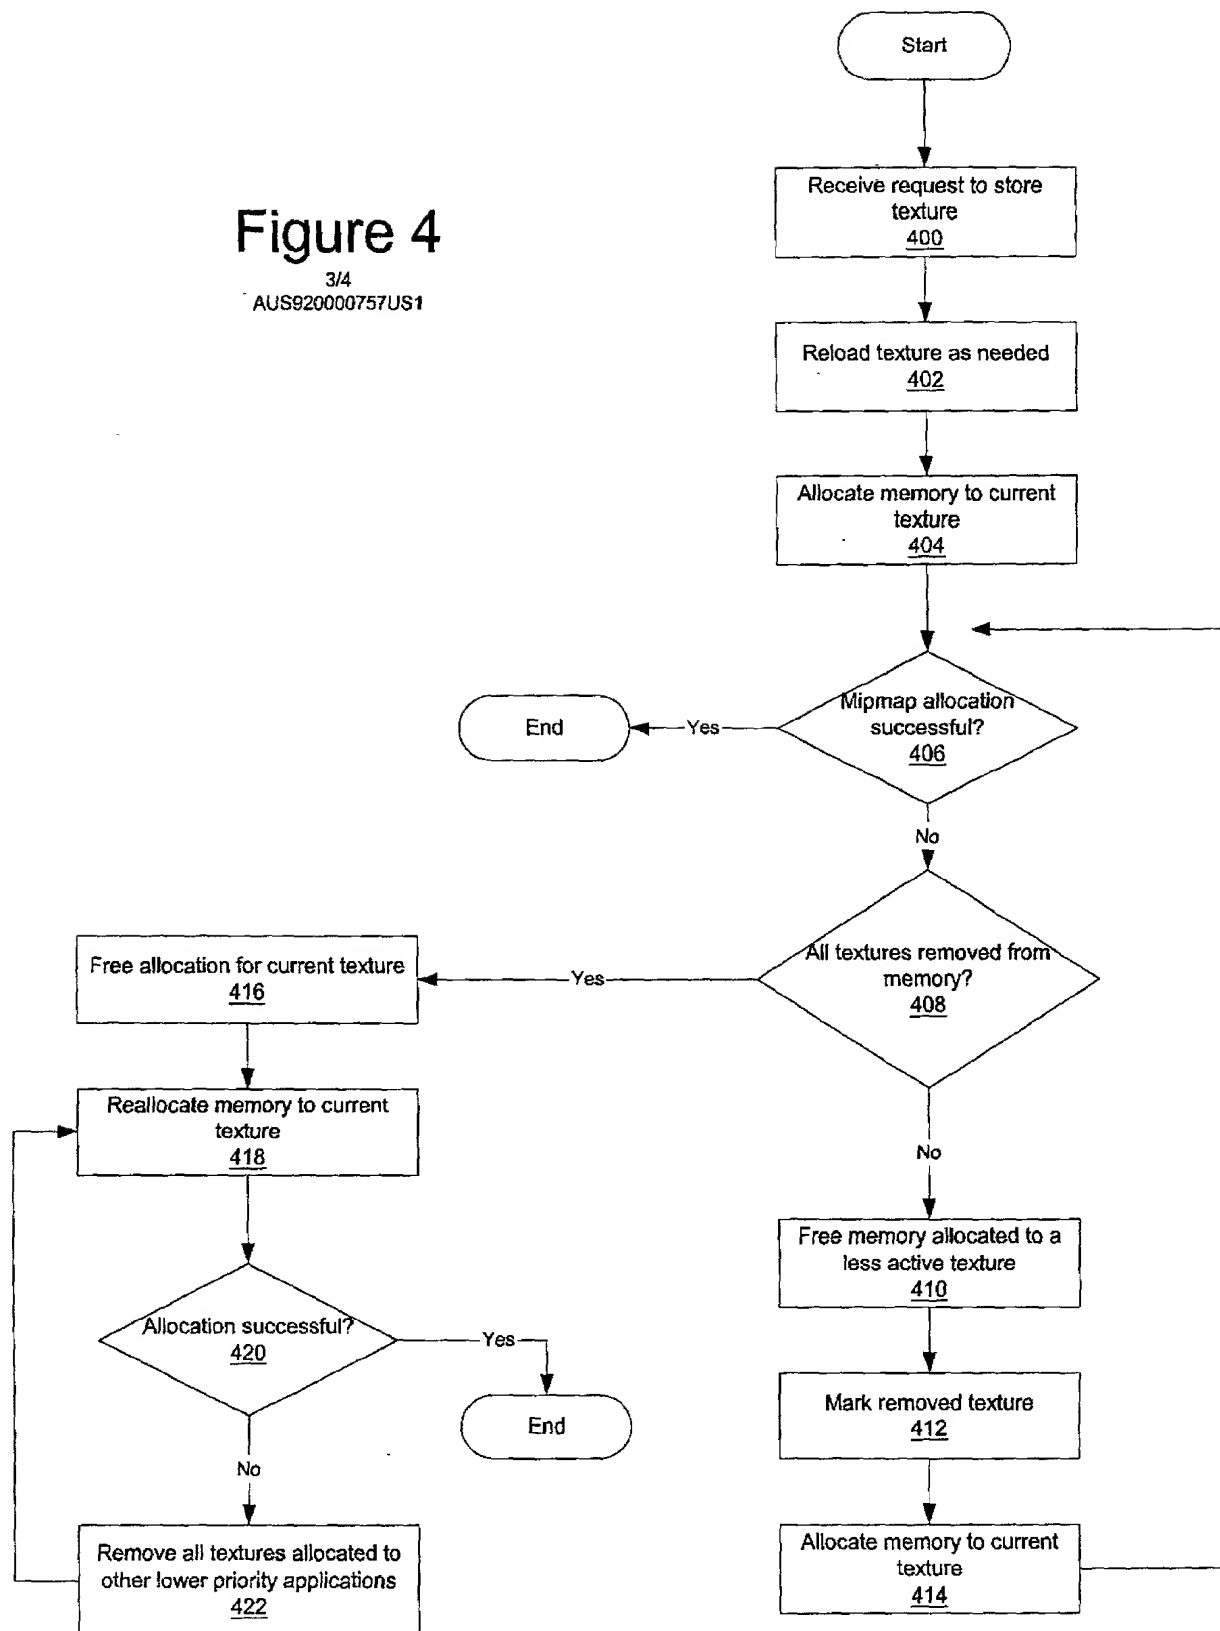 Start
Receive request to store
texture
400
Figure 4
3/4
AUS920000757US1
Reload texture as needed
402
Allocate memory to current
texture
404
Mipmap allocation
successful?
406
Yes
End
No
All textures removed from
memory?
408
Yes
Free allocation for current texture
416
Reallocate memory to current
texture
418
No
Free memory allocated to a
less active texture
410
Allocation successful?
420
Yes
End
Mark removed texture
412
No
Remove all textures allocated to
other lower priority applications
422
Allocate memory to current
texture
414